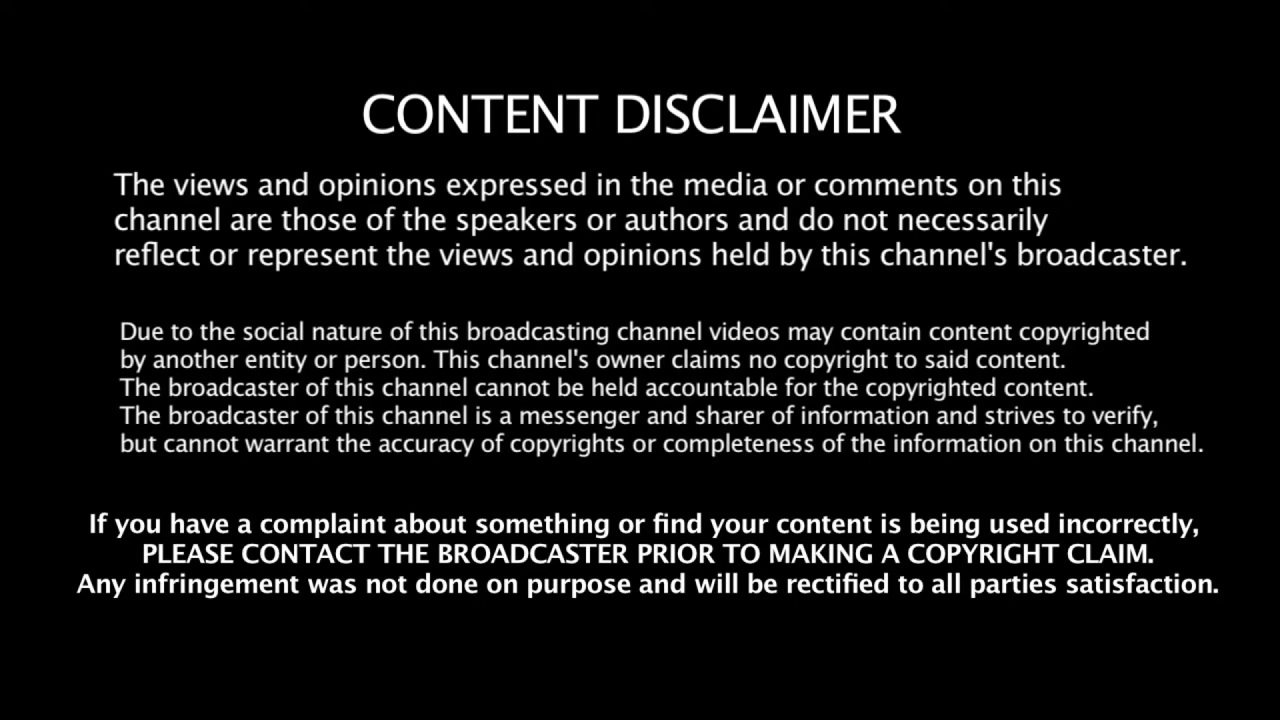 CONTENT DISCLAIMER
The views and opinions expressed in the media or comments on this
channel are those of the speakers or authors and do not necessarily
reflect or represent the views and opinions held by this channel's broadcaster.
Due to the social nature of this broadcasting channel videos may contain content copyrighted
by another entity or person. This channel's owner claims no copyright to said content.
The broadcaster of this channel cannot be held accountable for the copyrighted content.
The broadcaster of this channel is a messenger and sharer of information and strives to verify,
but cannot warrant the accuracy of copyrights or completeness of the information on this channel.
If you have a complaint about something or find your content is being used incorrectly,
PLEASE CONTACT THE BROADCASTER PRIOR TO MAKING A COPYRIGHT CLAIM.
Any infringement was not done on purpose and will be rectified to all parties satisfaction.